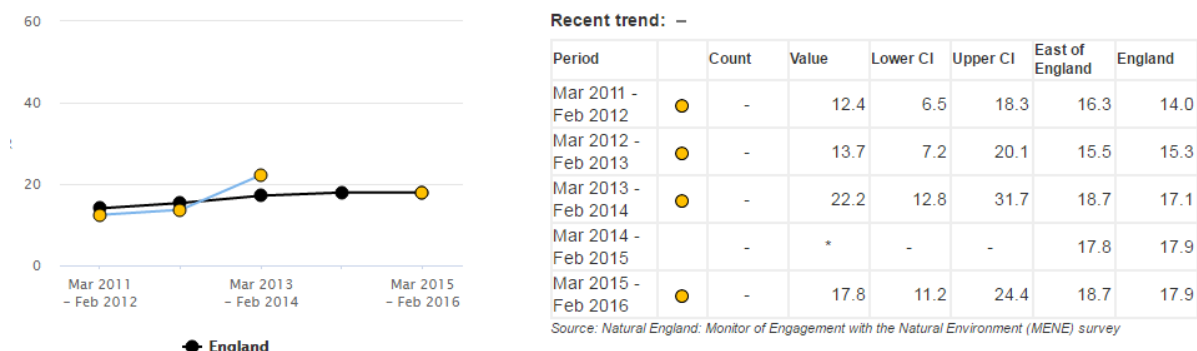 60
40
20
0
Mar 2011
– Feb 2012
Mar 2013
– Feb 2014
Mar 2015
– Feb 2016
England
Recent trend: –
Period Count Value Lower CI Upper CI East of England England
Mar 2011 - Feb 2012 - 12.4 6.5 18.3 16.3 14.0
Mar 2012 - Feb 2013 - 13.7 7.2 20.1 15.5 15.3
Mar 2013 - Feb 2014 - 22.2 12.8 31.7 18.7 17.1
Mar 2014 - Feb 2015 - * - - 17.8 17.9
Mar 2015 - Feb 2016 - 17.8 11.2 24.4 18.7 17.9
Source: Natural England: Monitor of Engagement with the Natural Environment (MENE) survey